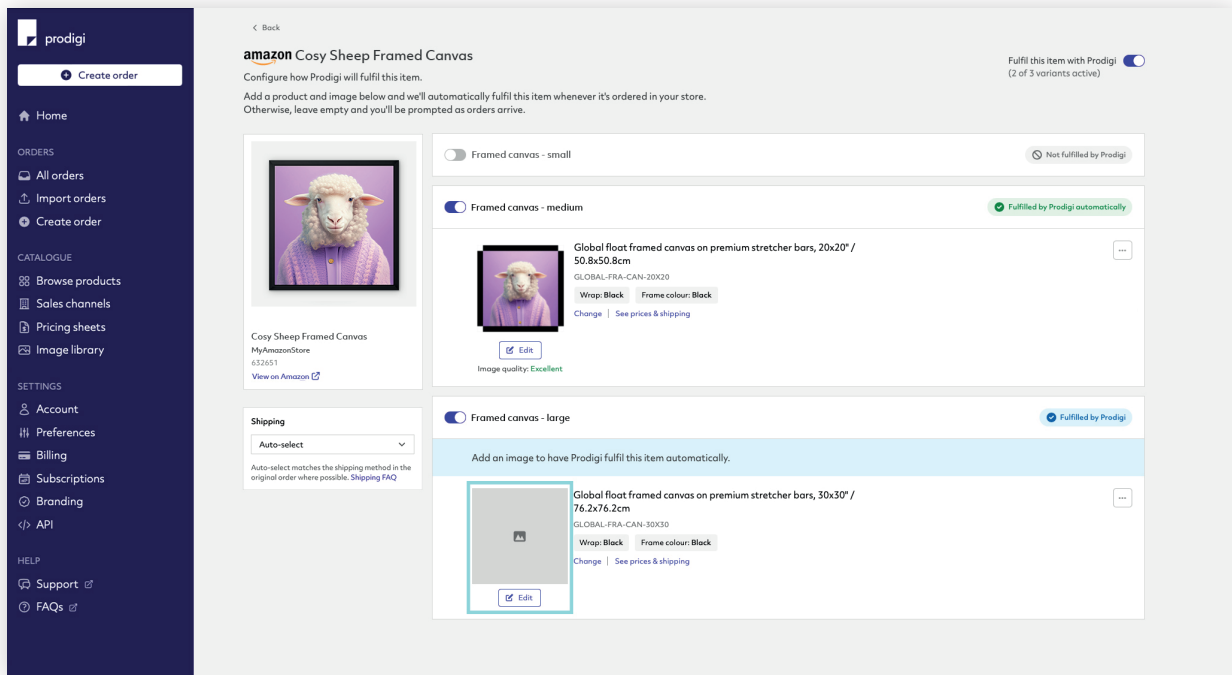 prodigi
Create order
Home
ORDERS
All orders
Import orders
Create order
CATALOGUE
Browse products
Sales channels
Pricing sheets
Image library
SETTINGS
Account
Preferences
Billing
Subscriptions
Branding
API
HELP
Support
FAQs
Back
amazon Cosy Sheep Framed Canvas
Configure how Prodigi will fulfil this item.
Add a product and image below and we'll automatically fulfil this item whenever it's ordered in your store.
Otherwise, leave empty and you'll be prompted as orders arrive.
Fulfil this item with Prodigi
(2 of 3 variants active)
Cosy Sheep Framed Canvas
MyAmazonStore
632651
View on Amazon
Shipping
Auto-select
Auto-select matches the shipping method in the
original order where possible. Shipping FAQ
Framed canvas - small
Not fulfilled by Prodigi
Framed canvas - medium
Fulfilled by Prodigi automatically
Global float framed canvas on premium stretcher bars, 20x20" /
50.8x50.8cm
GLOBAL-FRA-CAN-20X20
Wrap: Black Frame colour: Black
Change | See prices & shipping
Edit
Image quality: Excellent
Framed canvas - large
Fulfilled by Prodigi
Add an image to have Prodigi fulfil this item automatically.
Global float framed canvas on premium stretcher bars, 30x30" /
76.2x76.2cm
GLOBAL-FRA-CAN-30X30
Wrap: Black Frame colour: Black
Change | See prices & shipping
Edit